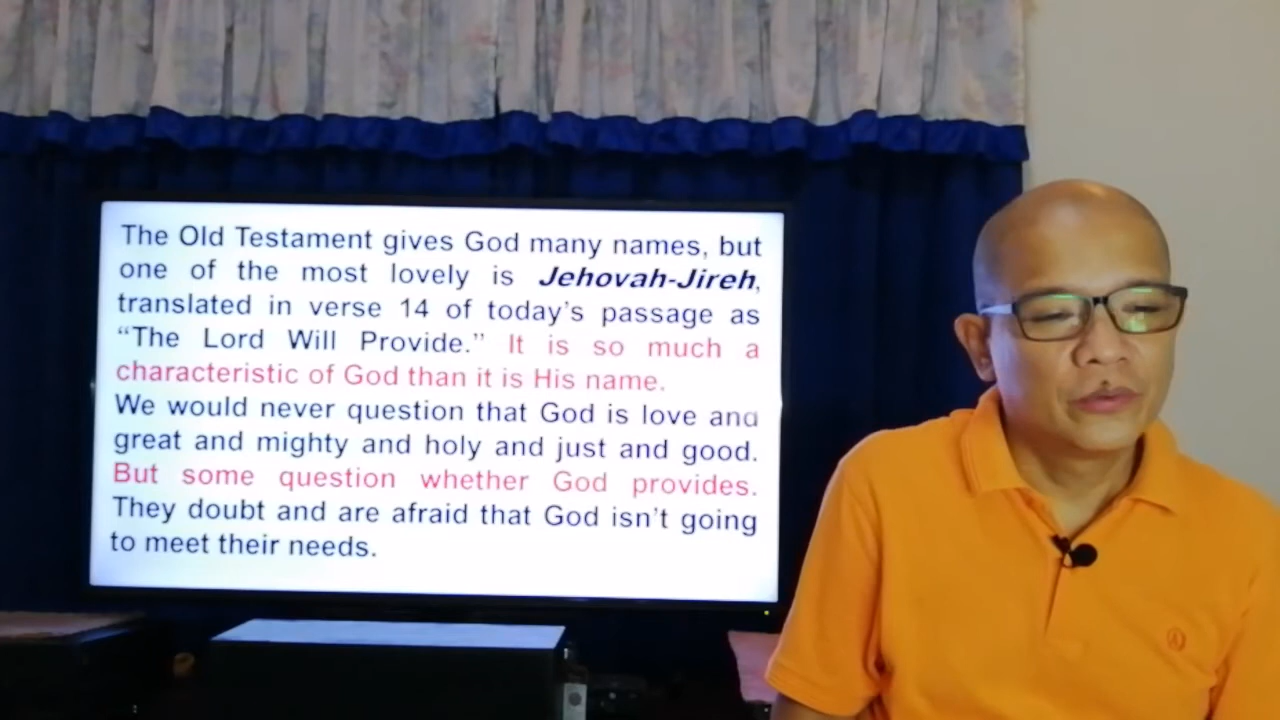 The Old Testament gives God many names, but
one of the most lovely is Jehovah-Jireh,
translated in verse 14 of today's passage as
“The Lord Will Provide.” It is so much a
characteristic of God than it is His name.
We would never question that God is love and
great and mighty and holy and just and good.
But some question whether God provides.
They doubt and are afraid that God isn't going
to meet their needs.